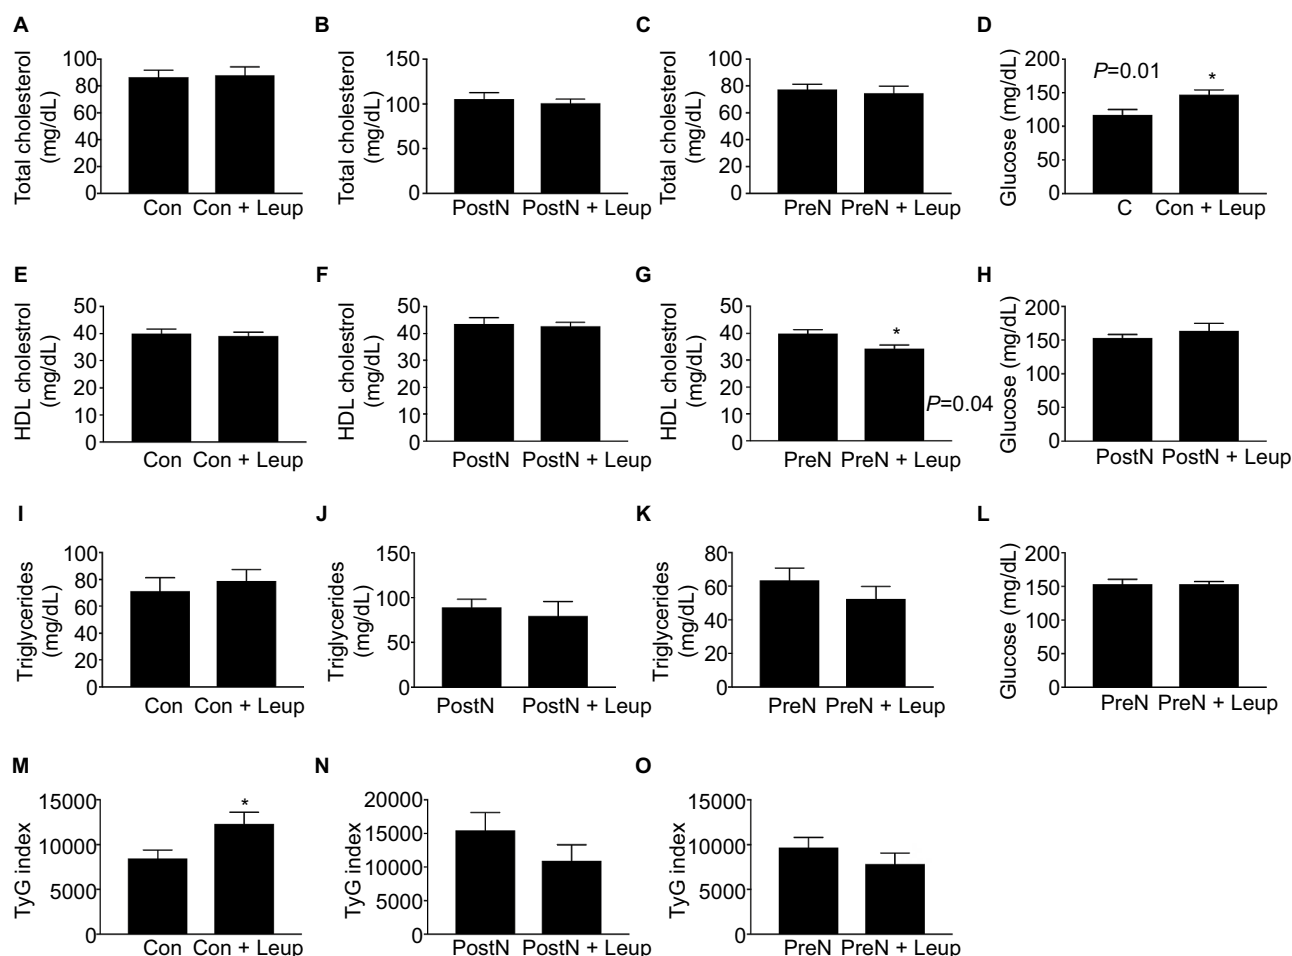 A
Total cholesterol
(mg/dL)
100
80
60
40
20
0
Con
Con + Leup
B
Total cholesterol
(mg/dL)
150
100
50
0
PostN
PostN + Leup
C
Total cholesterol
(mg/dL)
100
80
60
40
20
0
PreN
PreN + Leup
D
Glucose (mg/dL)
200
150
100
50
0
P=0.01
*
C
Con + Leup
E
HDL cholestrol
(mg/dL)
50
40
30
20
10
0
Con
Con + Leup
F
HDL cholestrol
(mg/dL)
50
40
30
20
10
0
PostN
PostN + Leup
G
HDL cholestrol
(mg/dL)
50
40
30
20
10
0
*
P=0.04
PreN
PreN + Leup
H
Glucose (mg/dL)
200
150
100
50
0
PostN
PostN + Leup
I
Triglycerides
(mg/dL)
100
80
60
40
20
0
Con
Con + Leup
J
Triglycerides
(mg/dL)
150
100
50
0
PostN
PostN + Leup
K
Triglycerides
(mg/dL)
80
60
40
20
0
PreN
PreN + Leup
L
Glucose (mg/dL)
200
150
100
50
0
PreN
PreN + Leup
M
TyG index
15000
10000
5000
0
*
Con
Con + Leup
N
TyG index
20000
15000
10000
5000
0
PostN
PostN + Leup
O
TyG index
15000
10000
5000
0
PreN
PreN + Leup